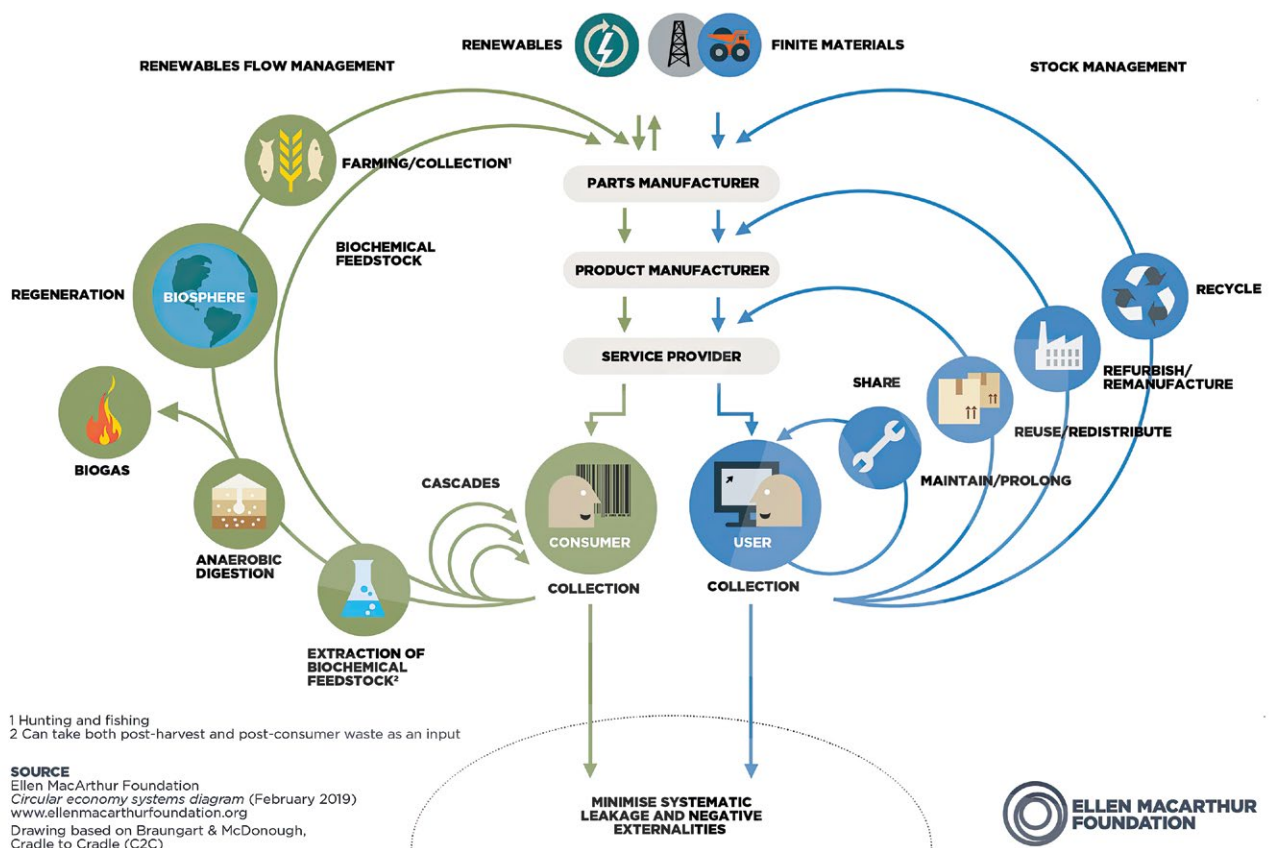 RENEWABLES
FINITE MATERIALS
RENEWABLES FLOW MANAGEMENT
STOCK MANAGEMENT
FARMING/COLLECTION¹
PARTS MANUFACTURER
BIOCHEMICAL
FEEDSTOCK
PRODUCT MANUFACTURER
REGENERATION
BIOSPHERE
RECYCLE
SERVICE PROVIDER
SHARE
REFURBISH/
REMANUFACTURE
REUSE/REDISTRIBUTE
BIOGAS
CASCADES
MAINTAIN/PROLONG
CONSUMER
USER
ANAEROBIC
DIGESTION
COLLECTION
COLLECTION
EXTRACTION OF
BIOCHEMICAL
FEEDSTOCK²
1 Hunting and fishing
2 Can take both post-harvest and post-consumer waste as an input
SOURCE
Ellen MacArthur Foundation
Circular economy systems diagram (February 2019)
www.ellenmacarthurfoundation.org
Drawing based on Braungart & McDonough,
Cradle to Cradle (C2C)
MINIMISE SYSTEMATIC
LEAKAGE AND NEGATIVE
EXTERNALITIES
ELLEN MACARTHUR
FOUNDATION